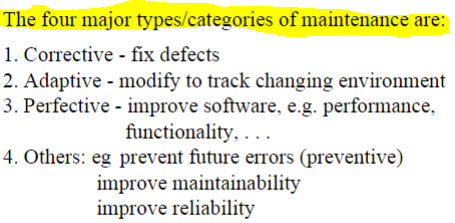 The four major types/categories of maintenance are:
1. Corrective - fix defects
2. Adaptive - modify to track changing environment
3. Perfective - improve software, e.g. performance,
functionality, . . .
4. Others: eg prevent future errors (preventive)
improve maintainability
improve reliability